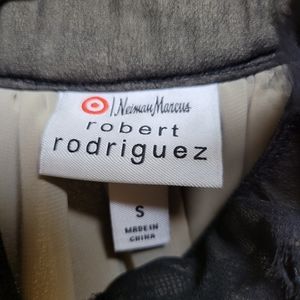 Neiman Marcus
robert
rodriguez
S
MADE IN
CHINA